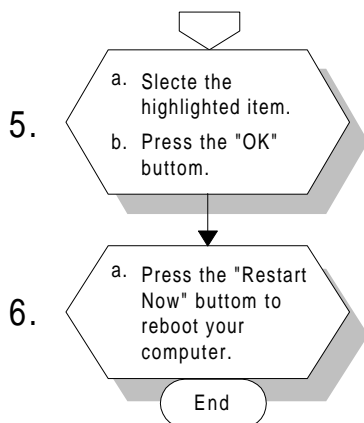 5.
a. Slecte the
highlighted item.
b. Press the "OK"
buttom.
6.
a. Press the "Restart
Now" buttom to
reboot your
computer.
End